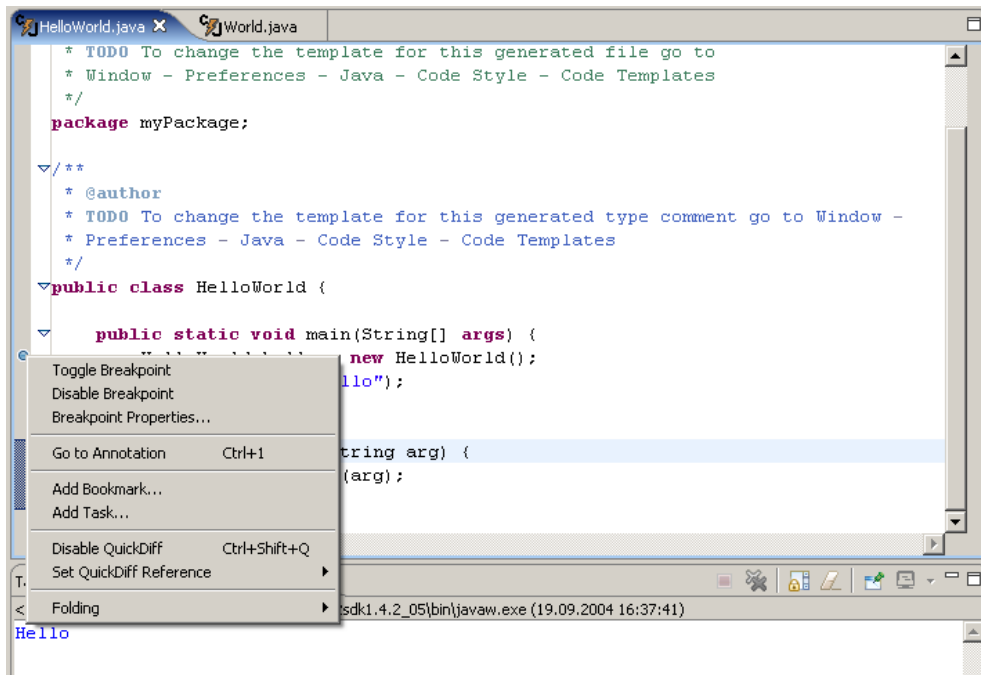 HelloWorld.java World.java
* TODO To change the template for this generated file go to
* Window - Preferences - Java - Code Style - Code Templates
*/
package myPackage;
/**
* @author
* TODO To change the template for this generated type comment go to Window -
* Preferences - Java - Code Style - Code Templates
*/
public class HelloWorld {
public static void main(String[] args) {
new HelloWorld();
Toggle Breakpoint
llo");
Disable Breakpoint
Breakpoint Properties...
Go to Annotation Ctrl+1
tring arg) {
(arg);
Add Bookmark...
Add Task...
Disable QuickDiff Ctrl+Shift+Q
Set QuickDiff Reference
Folding
sdk1.4.2_05\bin\javaw.exe (19.09.2004 16:37:41)
Hello